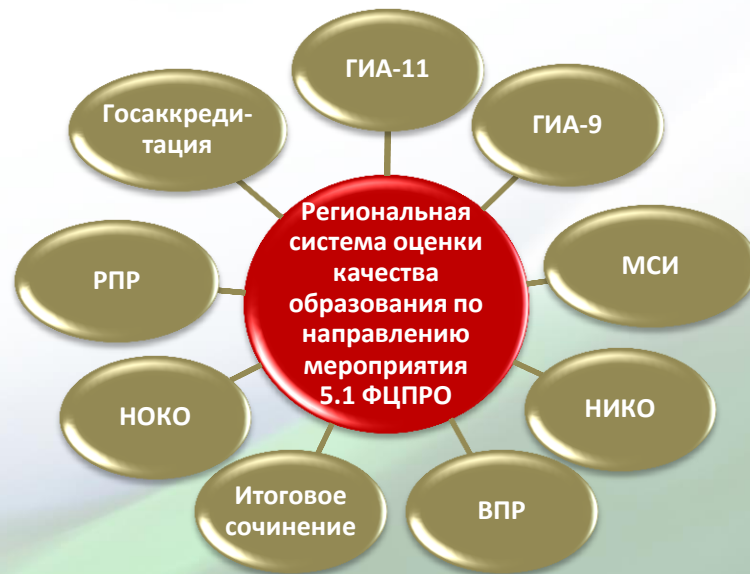 ГИА-11
Госаккреди-
тация
ГИА-9
Региональная
система оценки
качества
образования по
направлению
мероприятия
5.1 ФЦПРО
РПР
МСИ
НОКО
НИКО
Итоговое
сочинение
ВПР